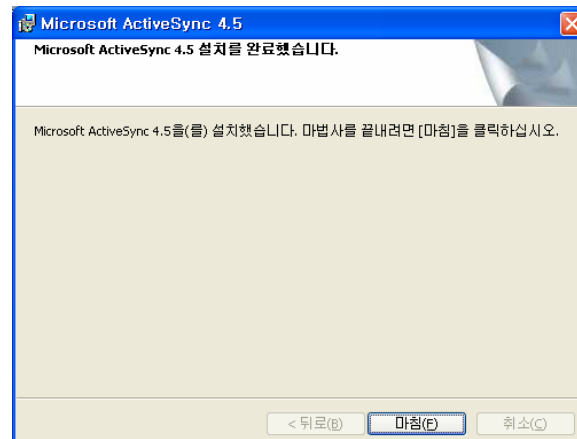 Microsoft ActiveSync 4.5
Microsoft ActiveSync 4.5 설치를 완료했습니다.
Microsoft ActiveSync 4.5을(를) 설치했습니다. 마법사를 끝내려면 [마침]을 클릭하십시오.
< 뒤로(B) 마침(F) 취소(C)